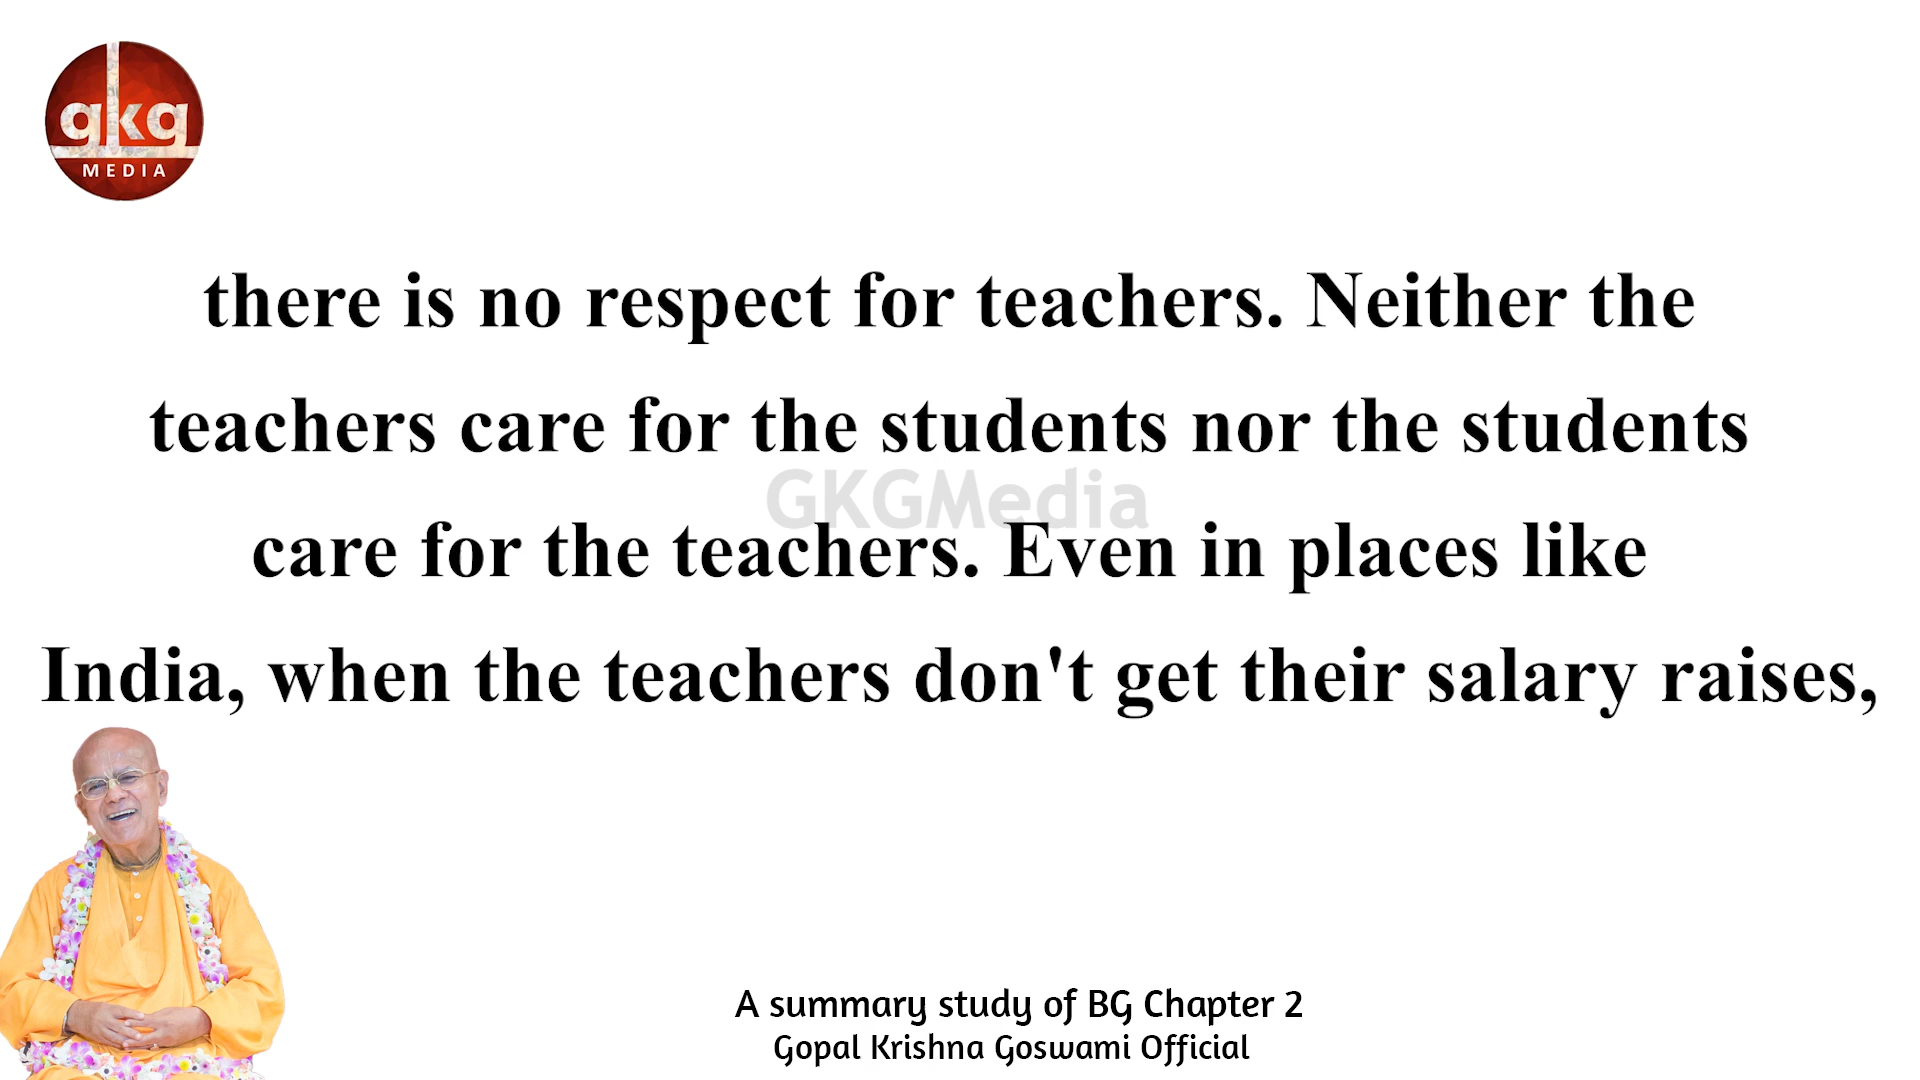 gkg
MEDIA
there is no respect for teachers. Neither the
teachers care for the students nor the students
GKGMedia
care for the teachers. Even in places like
India, when the teachers don't get their salary raises,
A summary study of BG Chapter 2
Gopal Krishna Goswami Official